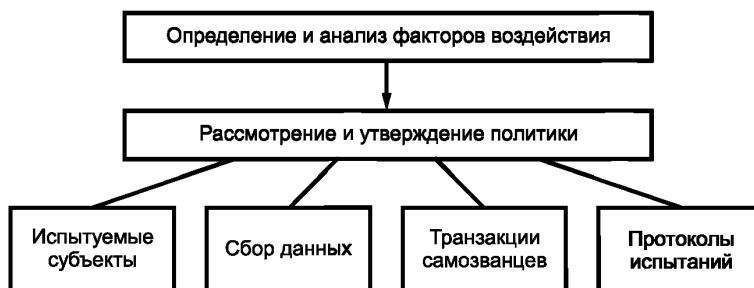 Определение и анализ факторов воздействия
Рассмотрение и утверждение политики
Испытуемые
субъекты
Сбор данных
Транзакции
самозванцев
Протоколы
испытаний